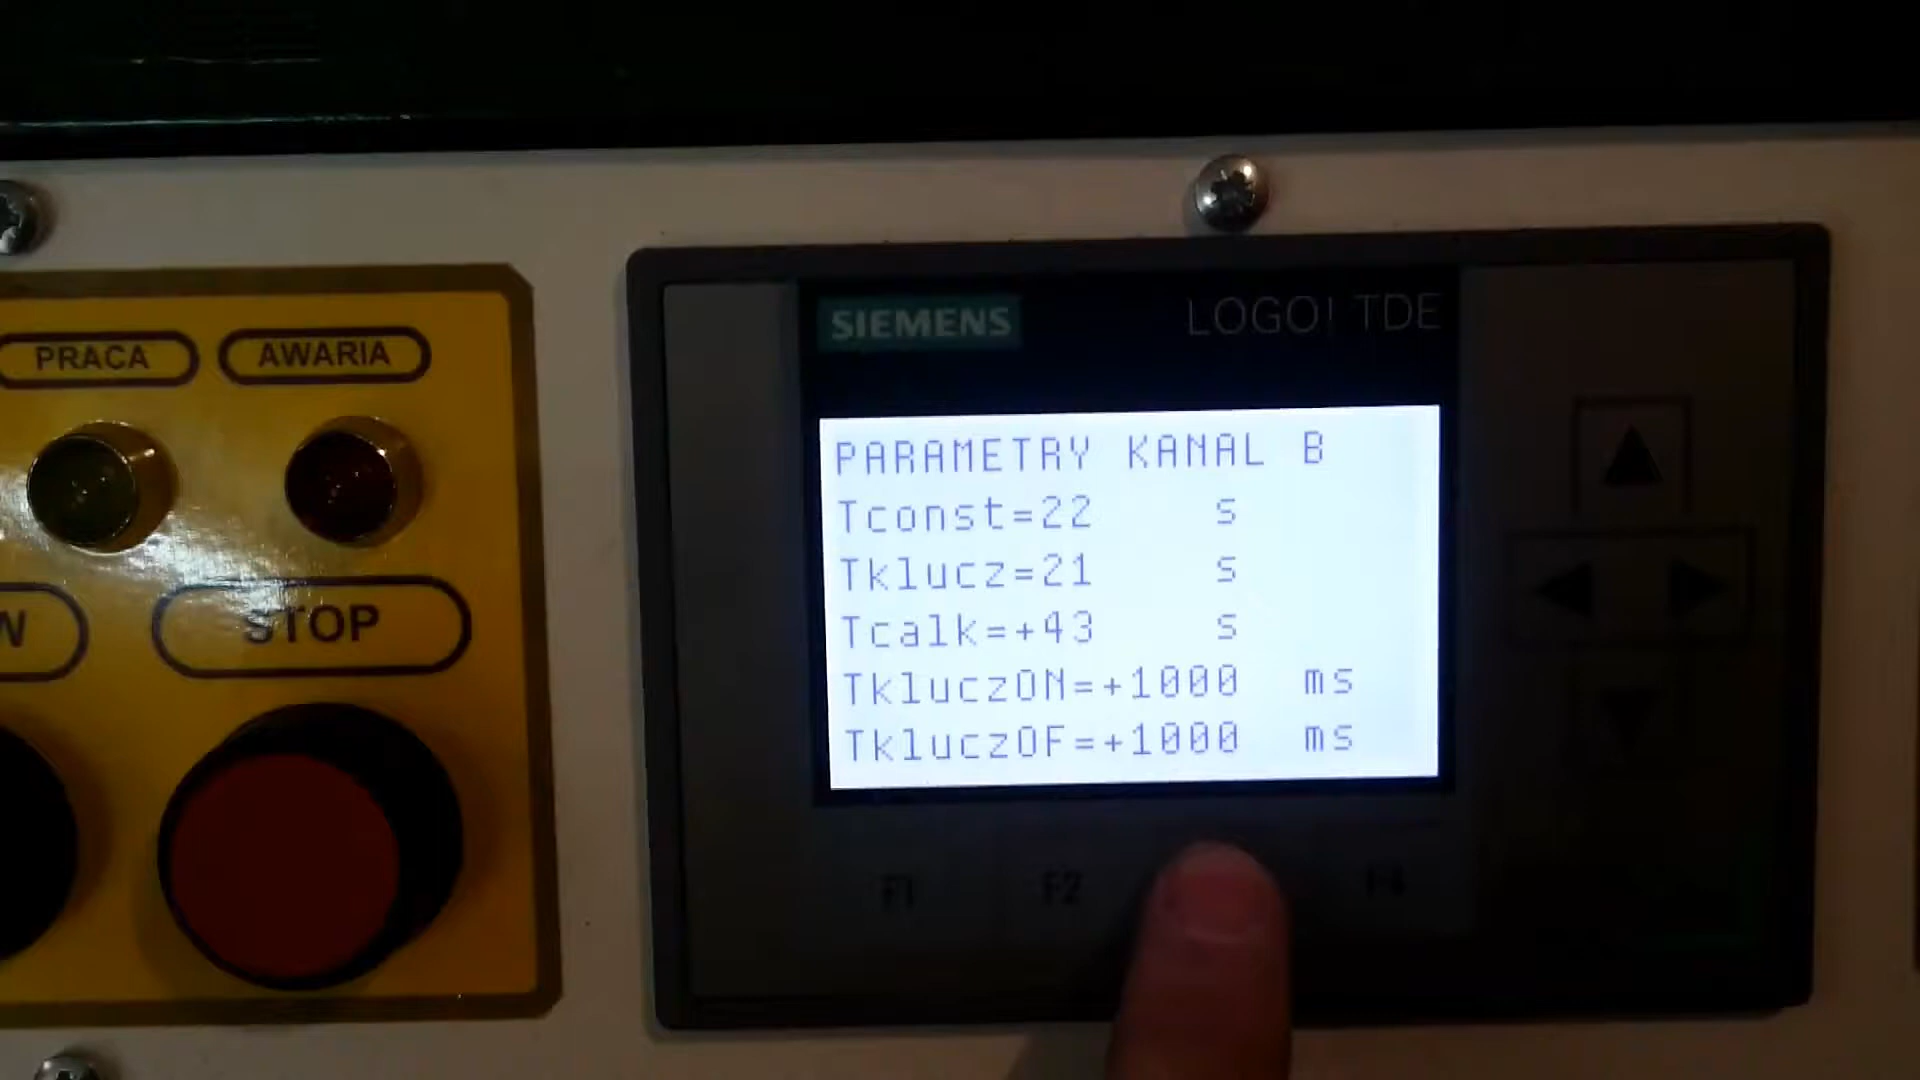 PRACA
AWARIA
W
STOP
SIEMENS
LOGO! TDE
PARAMETRY KANAL B
Tconst=22 s
Tklucz=21 s
Tcalk=+43 s
TkluczON=+1000 ms
TkluczOF=+1000 ms
F1
F2
F4